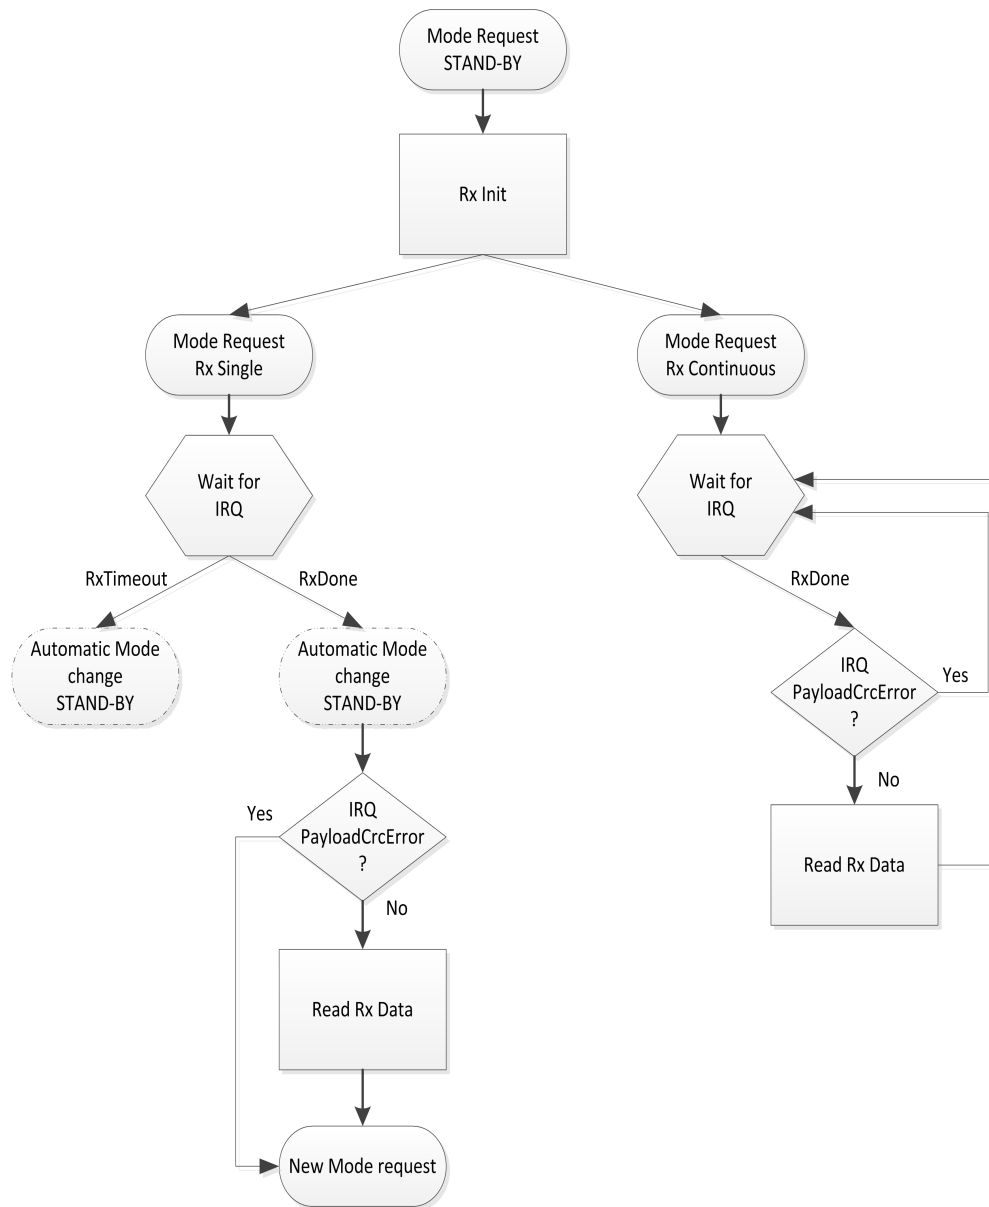 Mode Request
STAND-BY
Rx Init
Mode Request
Rx Single
Mode Request
Rx Continuous
Wait for
IRQ
Wait for
IRQ
RxTimeout
RxDone
RxDone
Automatic Mode
change
STAND-BY
Automatic Mode
change
STAND-BY
IRQ
PayloadCrcError
?
Yes
No
Read Rx Data
IRQ
PayloadCrcError
?
Yes
No
Read Rx Data
New Mode request